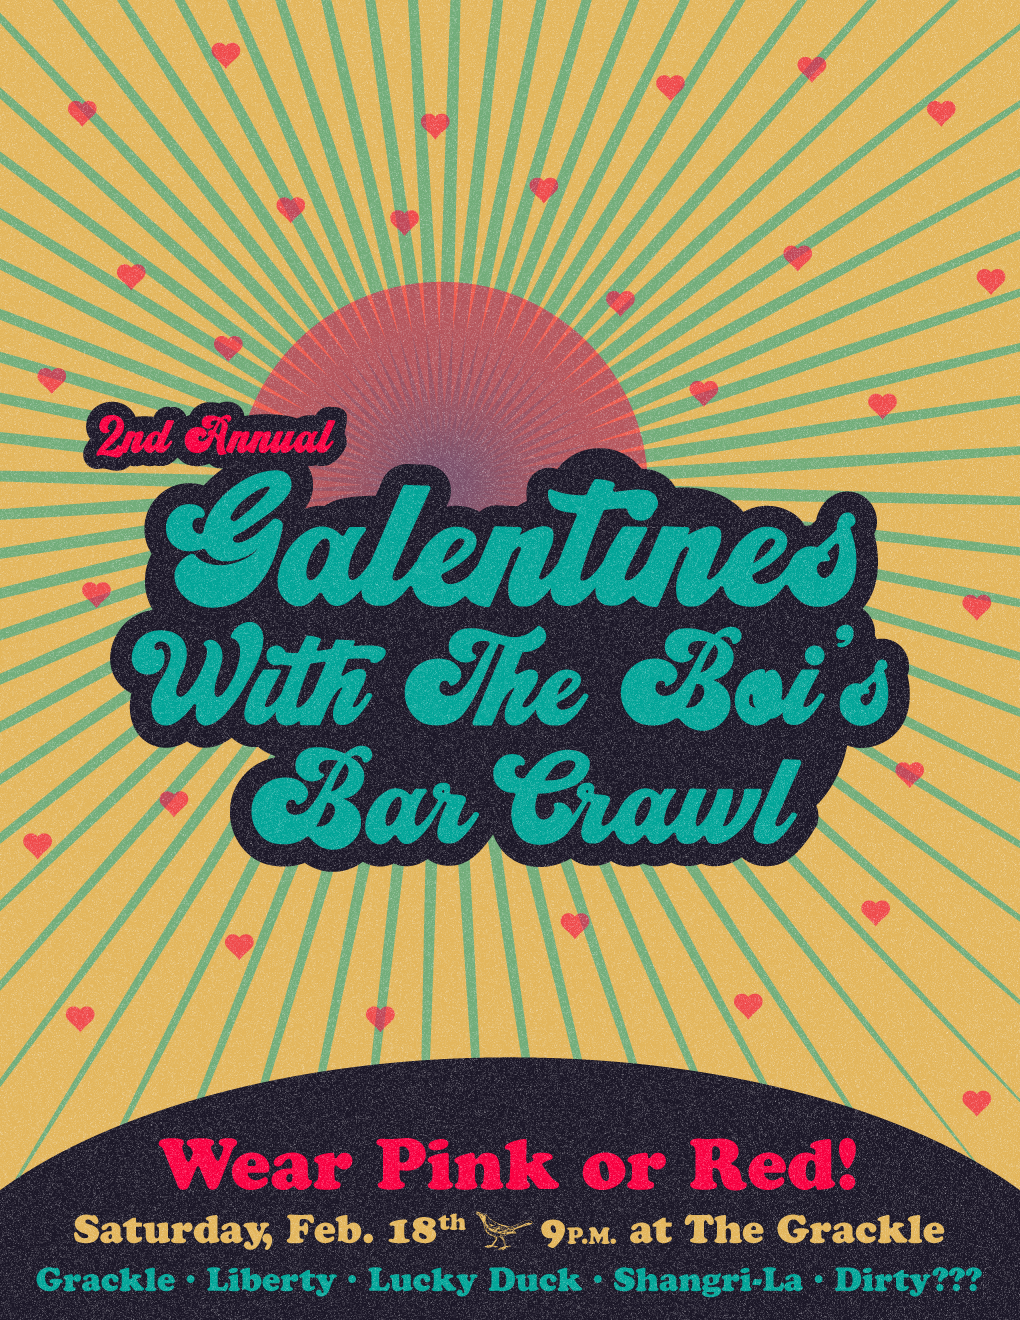 2nd Annual
Galentines
With The Boi's
Bar Crawl
Wear Pink or Red!
Saturday, Feb. 18th 9P.M. at The Grackle
Grackle · Liberty · Lucky Duck · Shangri-La · Dirty???